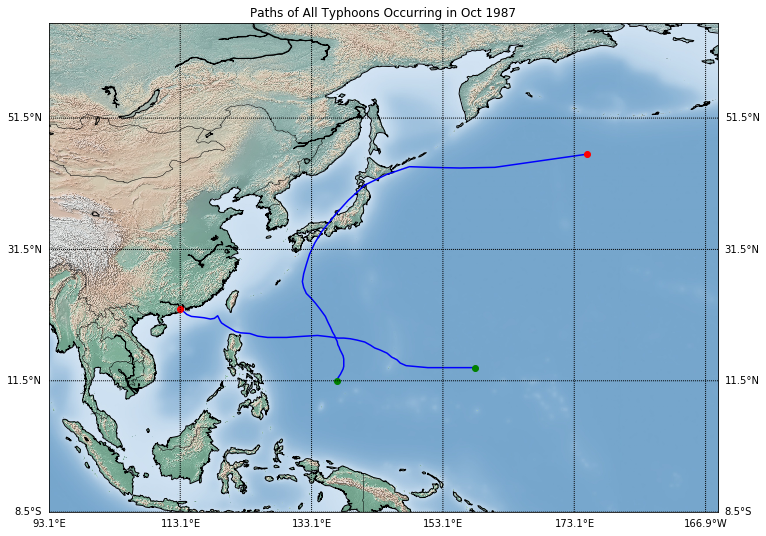 Paths of All Typhoons Occurring in Oct 1987
51.5°N 51.5°N
31.5°N 31.5°N
11.5°N 11.5°N
8.5°S 8.5°S
93.1°E 113.1°E 133.1°E 153.1°E 173.1°E 166.9°W